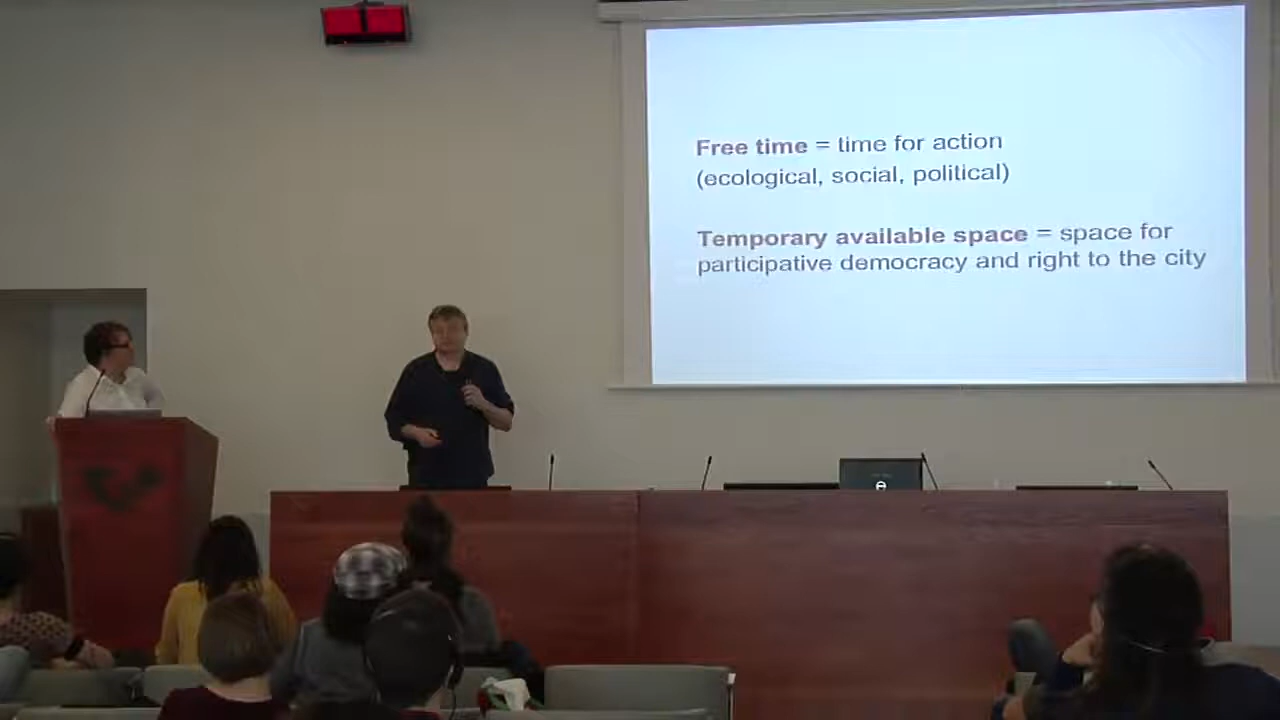 Free time = time for action
(ecological, social, political)
Temporary available space = space for
participative democracy and right to the city